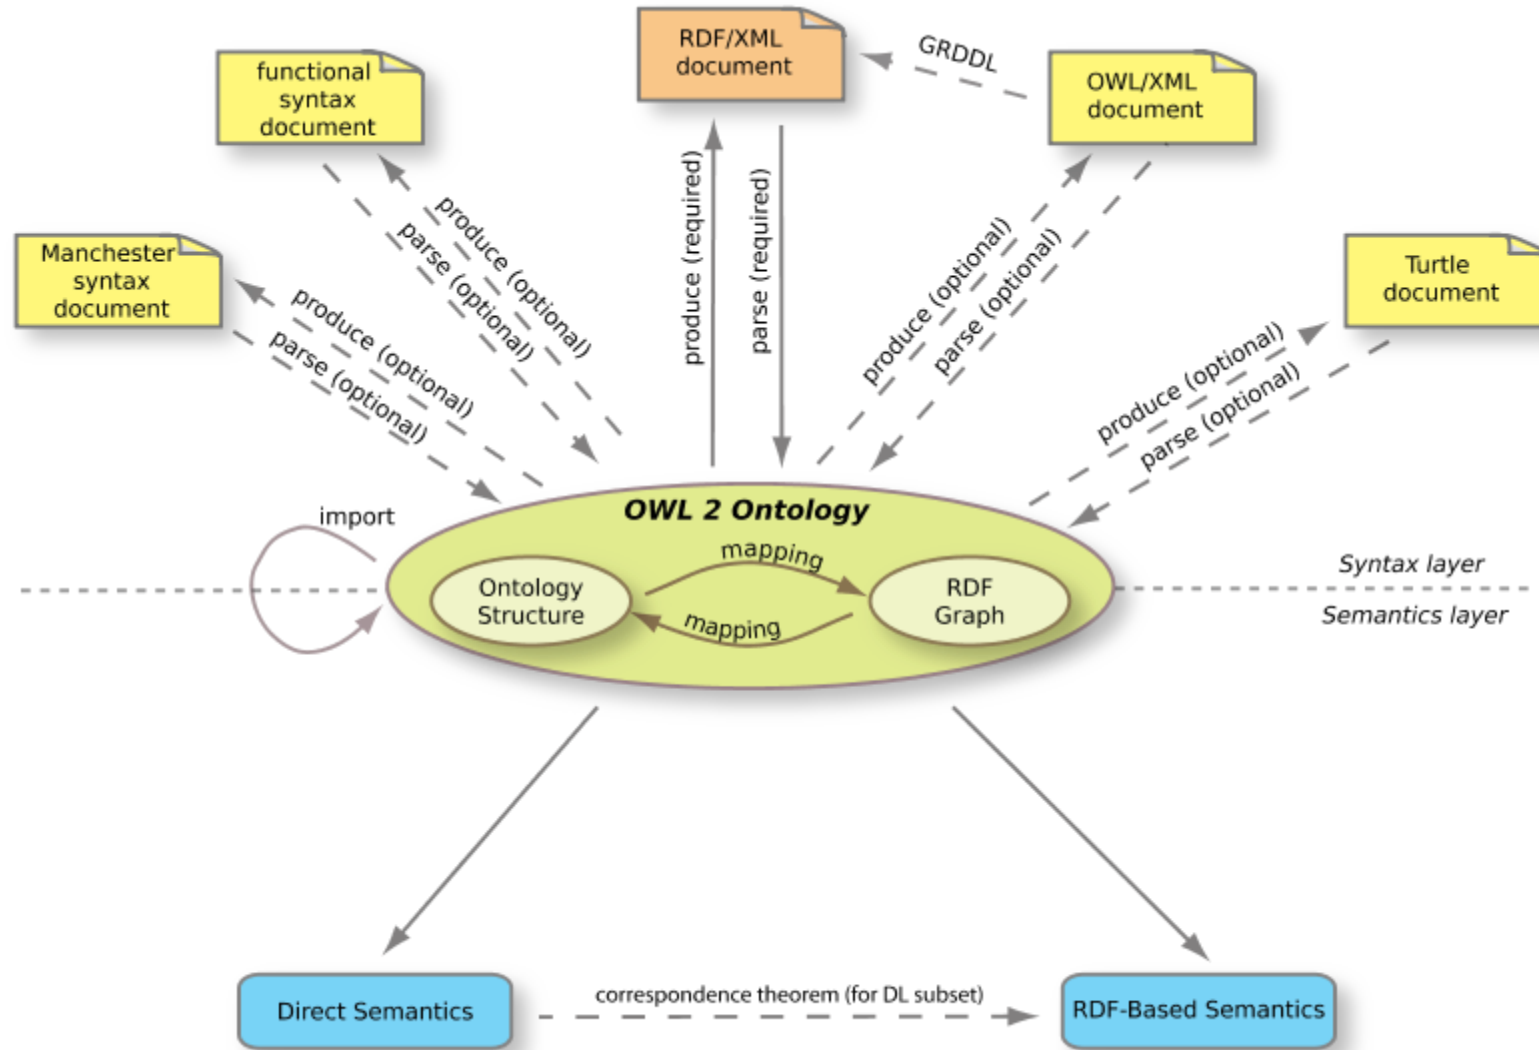 RDF/XML
document
GRDDL
functional
syntax
document
OWL/XML
document
Manchester
syntax
document
Turtle
document
produce (optional)
parse (optional)
produce (optional)
parse (optional)
produce (required)
parse (required)
produce (optional)
parse (optional)
produce (optional)
parse (optional)
import
OWL 2 Ontology
mapping
Ontology
Structure
RDF
Graph
mapping
Syntax layer
Semantics layer
Direct Semantics
correspondence theorem (for DL subset)
RDF-Based Semantics